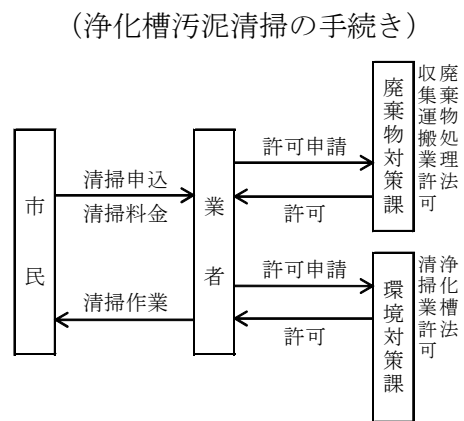 （浄化槽汚泥清掃の手続き）
市民
清掃申込
清掃料金
清掃作業
業者
許可申請
許可
廃棄物対策課
廃棄物処理法
収集運搬業許可
許可申請
許可
環境対策課
浄化槽法
清掃業許可